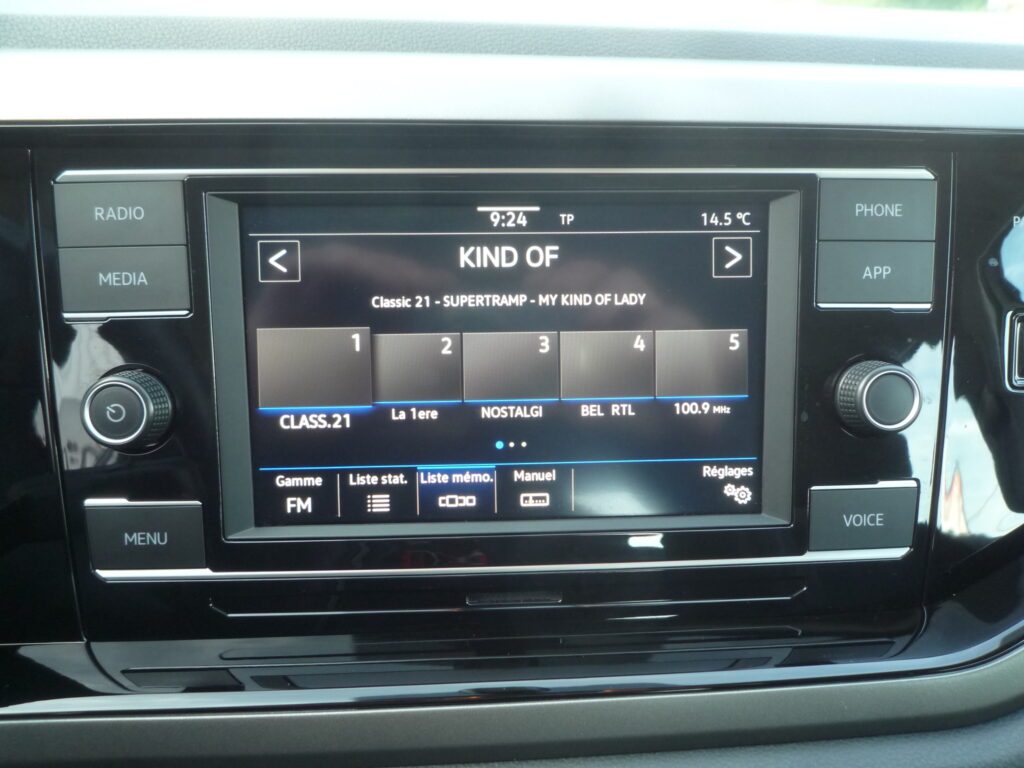 RADIO
MEDIA
MENU
9:24 TP 14.5 °C
< KIND OF >
Classic 21 - SUPERTRAMP - MY KIND OF LADY
1 2 3 4 5
CLASS.21 La 1ere NOSTALGI BEL RTL 100.9 MHz
Gamme Liste stat. Liste mémo. Manuel Réglages
FM
PHONE
APP
VOICE